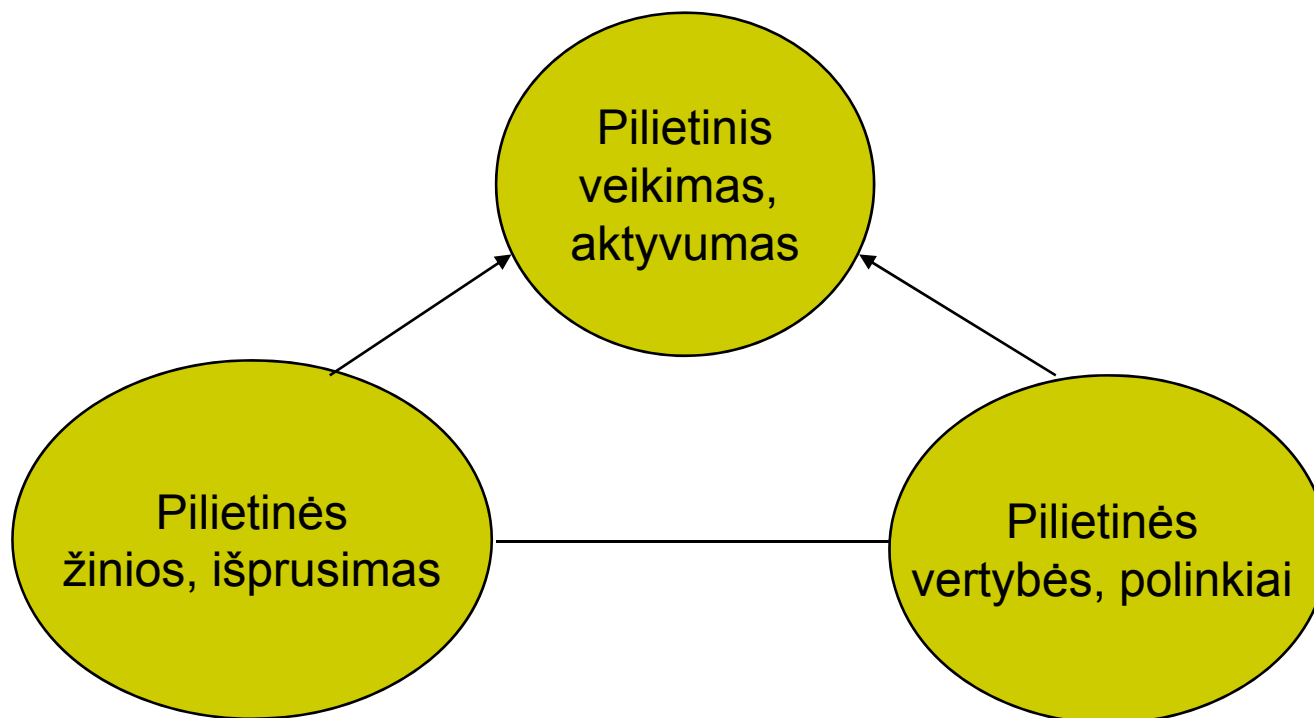 Pilietinis
veikimas,
aktyvumas
Pilietinės
žinios, išprusimas
Pilietinės
vertybės, polinkiai